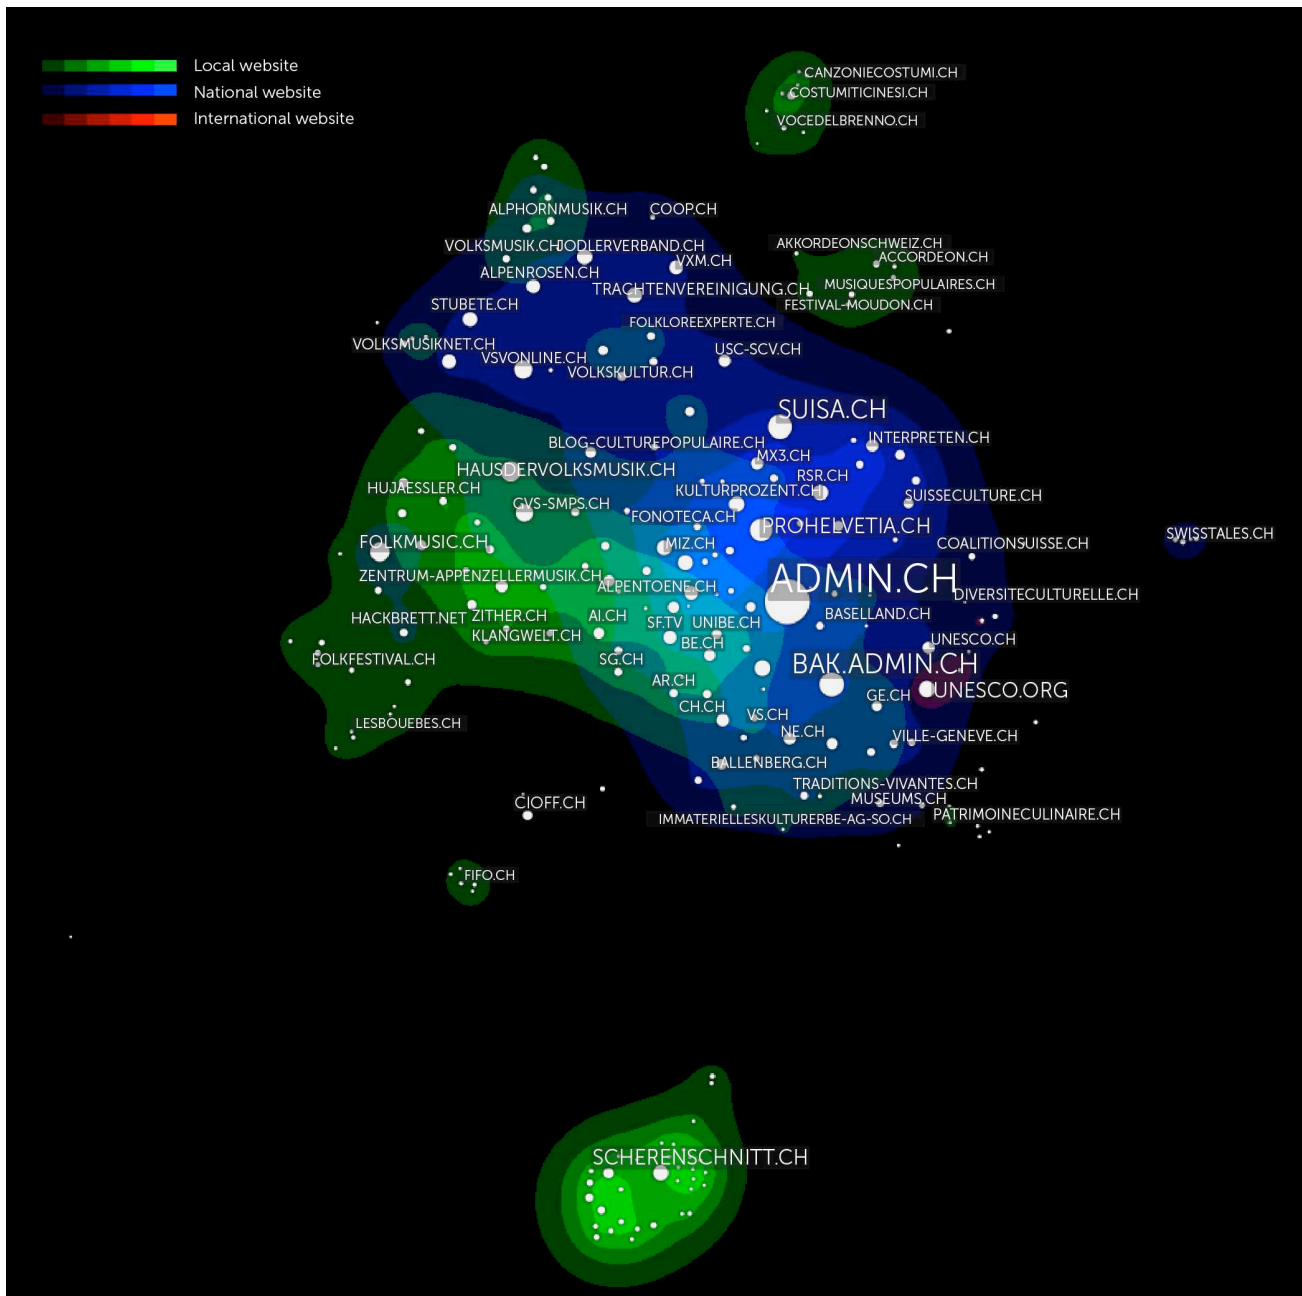 Local website
National website
International website
CANZONIECOSTUMI.CH
COSTUMITICINESI.CH
VOCEDELBRENNO.CH
ALPHORNMUSIK.CH
COOP.CH
VOLKSMUSIK.CH
JODLERVERBAND.CH
AKKORDEONSCHWEIZ.CH
ACCORDEON.CH
VXM.CH
ALPENROSEN.CH
TRACHTENVEREINIGUNG.CH
MUSIQUESPOPULAIRES.CH
STUBETE.CH
FESTIVAL-MOUDON.CH
FOLKLOREEXPERTE.CH
VOLKSMUSIKNET.CH
USC-SCV.CH
VSVONLINE.CH
VOLKSKULTUR.CH
SUISA.CH
BLOG-CULTUREPOPULAIRE.CH
INTERPRETEN.CH
MX3.CH
HAUSDERVOLKSMUSIK.CH
RSR.CH
HUJAESSLER.CH
KULTURPROZENT.CH
SUISSECULTURE.CH
GVS-SMPS.CH
FONOTECA.CH
PROHELVETIA.CH
SWISSTALES.CH
FOLKMUSIC.CH
MIZ.CH
COALITIONSUISSE.CH
ZENTRUM-APPENZELLERMUSIK.CH
ALPENTOENE.CH
ADMIN.CH
DIVERSITECULTURELLE.CH
HACKBRETT.NET
ZITHER.CH
AI.CH
SF.TV
UNIBE.CH
BASELLAND.CH
KLANGWELT.CH
BE.CH
UNESCO.CH
FOLKFESTIVAL.CH
SG.CH
BAK.ADMIN.CH
AR.CH
UNESCO.ORG
GE.CH
CH.CH
VS.CH
LESBOUEBES.CH
NE.CH
VILLE-GENEVE.CH
BALLENBERG.CH
TRADITIONS-VIVANTES.CH
CIOFF.CH
MUSEUMS.CH
IMMATERIELLESKULTURERBE-AG-SO.CH
PATRIMOINECULINAIRE.CH
FIFO.CH
SCHERENSCHNITT.CH